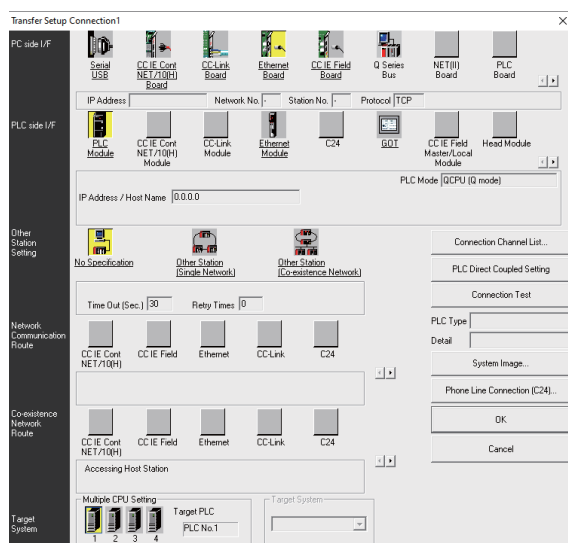 Transfer Setup Connection1
PC side I/F
Serial USB
CC IE Cont NET/10(H) Board
CC-Link Board
Ethernet Board
CC IE Field Board
Q Series Bus
NET(II) Board
PLC Board
IP Address
Network No. -
Station No. -
Protocol TCP
PLC side I/F
PLC Module
CC IE Cont NET/10(H) Module
CC-Link Module
Ethernet Module
C24
GOT
CC IE Field Master/Local Module
Head Module
PLC Mode QCPU (Q mode)
IP Address / Host Name 0.0.0.0
Other Station Setting
No Specification
Other Station (Single Network)
Other Station (Co-existence Network)
Time Out (Sec.) 30
Retry Times 0
Network Communication Route
CC IE Cont NET/10(H)
CC IE Field
Ethernet
CC-Link
C24
Co-existence Network Route
CC IE Cont NET/10(H)
CC IE Field
Ethernet
CC-Link
C24
Accessing Host Station
Connection Channel List...
PLC Direct Coupled Setting
Connection Test
PLC Type
Detail
System Image...
Phone Line Connection (C24)...
OK
Cancel
Target System
Multiple CPU Setting
1 2 3 4
Target PLC
PLC No.1
Target System